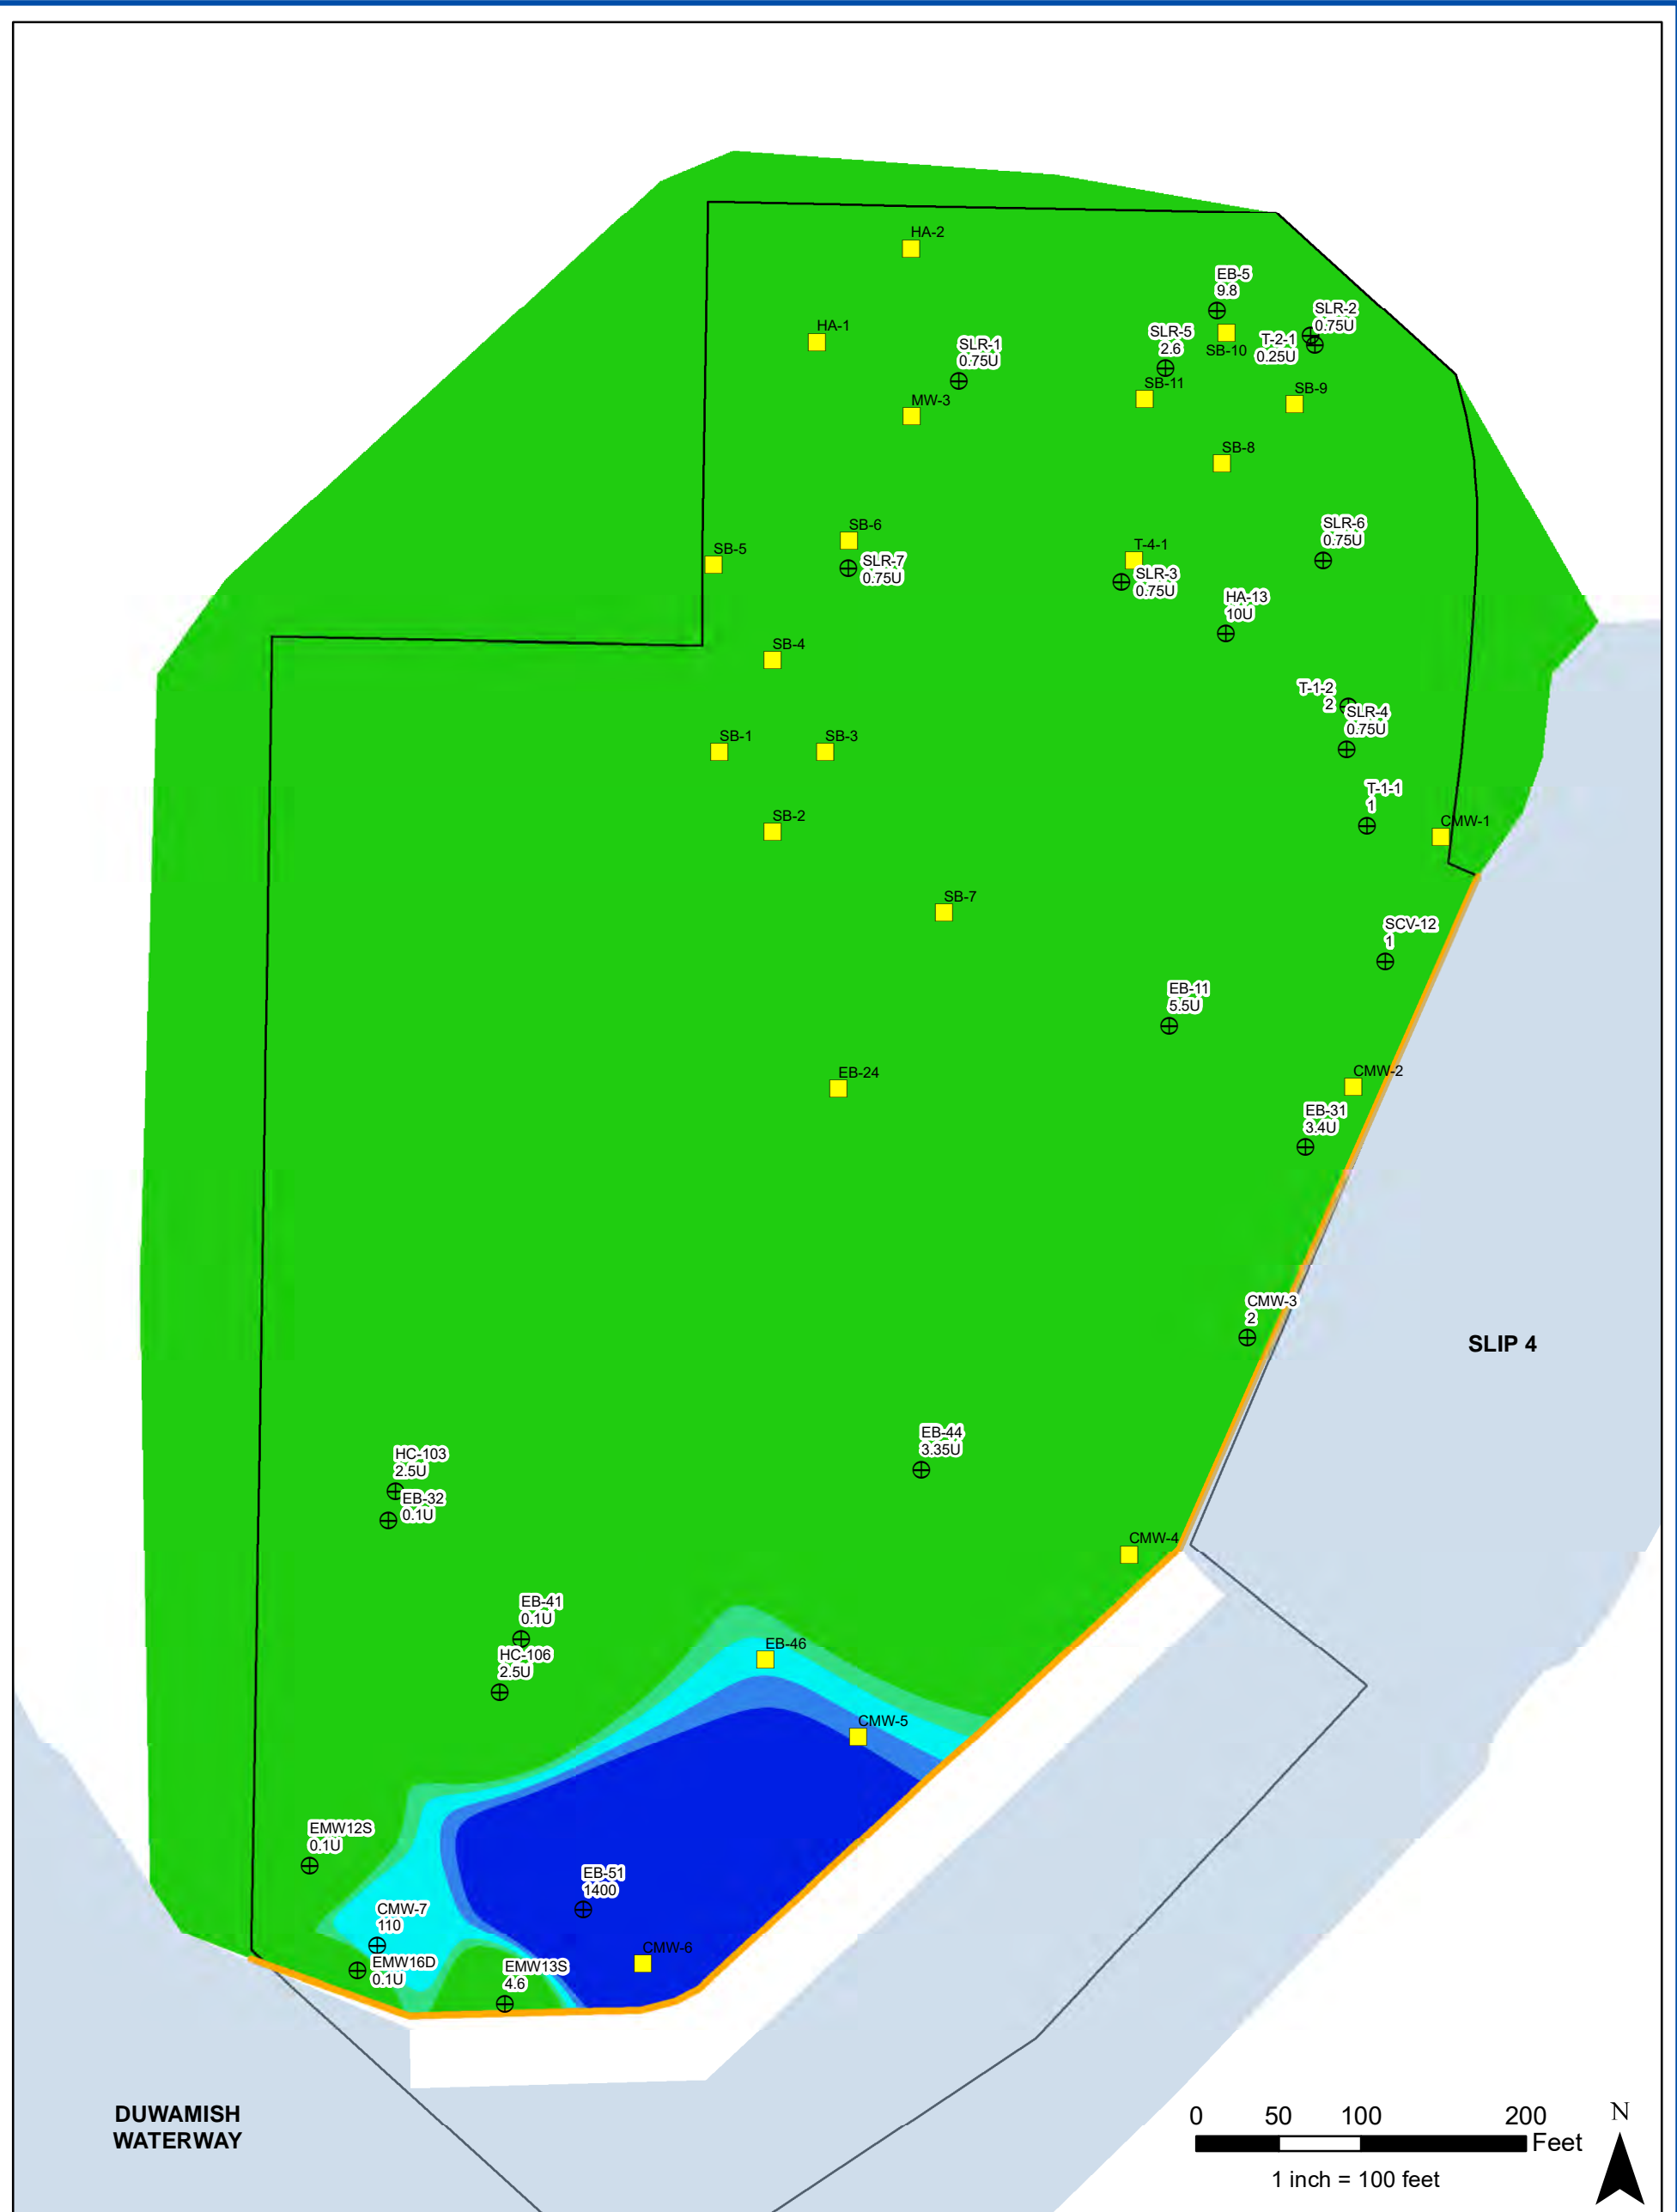 HA-2
EB-5
9.8
SLR-2
0.75U
HA-1
SLR-5
2.6
T-2-1
0.25U
SB-10
SLR-1
0.75U
SB-11
SB-9
MW-3
SB-8
SB-6
SLR-6
0.75U
SB-5
T-4-1
SLR-7
0.75U
SLR-3
0.75U
HA-13
10U
SB-4
T-1-2
2
SLR-4
0.75U
SB-1
SB-3
T-1-1
1
SB-2
CMW-1
SB-7
SCV-12
1
EB-11
5.5U
EB-24
CMW-2
EB-31
3.4U
CMW-3
2
SLIP 4
EB-44
3.35U
HC-103
2.5U
EB-32
0.1U
CMW-4
EB-41
0.1U
HC-106
2.5U
EB-46
CMW-5
EMW12S
0.1U
EB-51
1400
CMW-7
110
CMW-6
EMW16D
0.1U
EMW13S
4.6
DUWAMISH
WATERWAY
0 50 100 200
Feet
1 inch = 100 feet
N